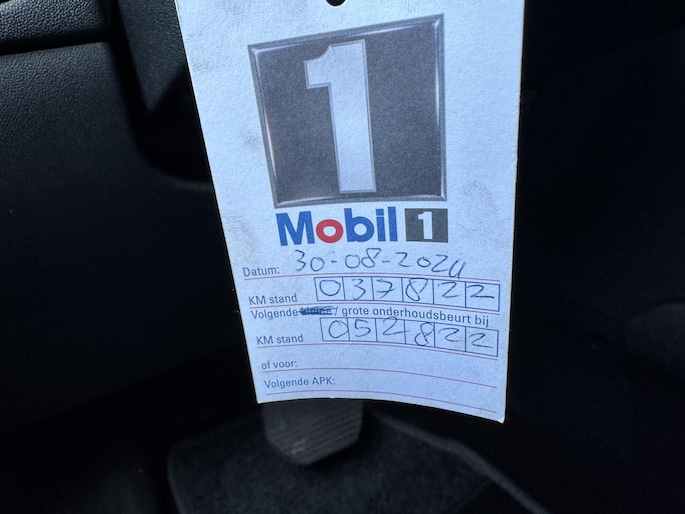 1
Mobil 1
Datum: 30-08-2024
KM stand 037822
Volgende kleine / grote onderhoudsbeurt bij
KM stand 052822
of voor:
Volgende APK: